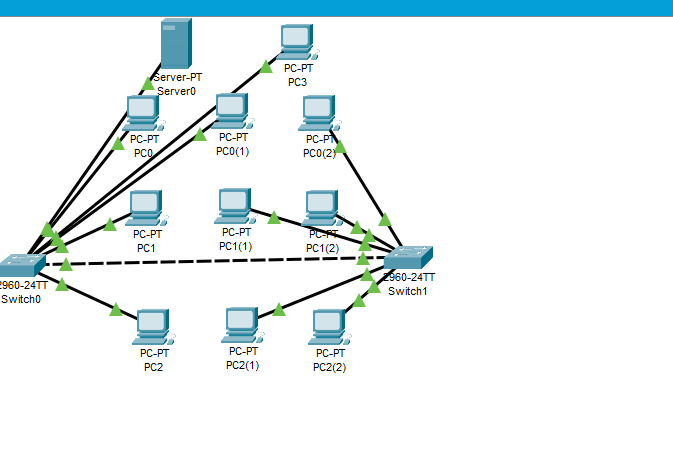 Server-PT
Server0
PC-PT
PC3
PC-PT
PC0
PC-PT
PC0(1)
PC-PT
PC0(2)
PC-PT
PC1
PC-PT
PC1(1)
PC-PT
PC1(2)
2960-24TT
Switch0
2960-24TT
Switch1
PC-PT
PC2
PC-PT
PC2(1)
PC-PT
PC2(2)